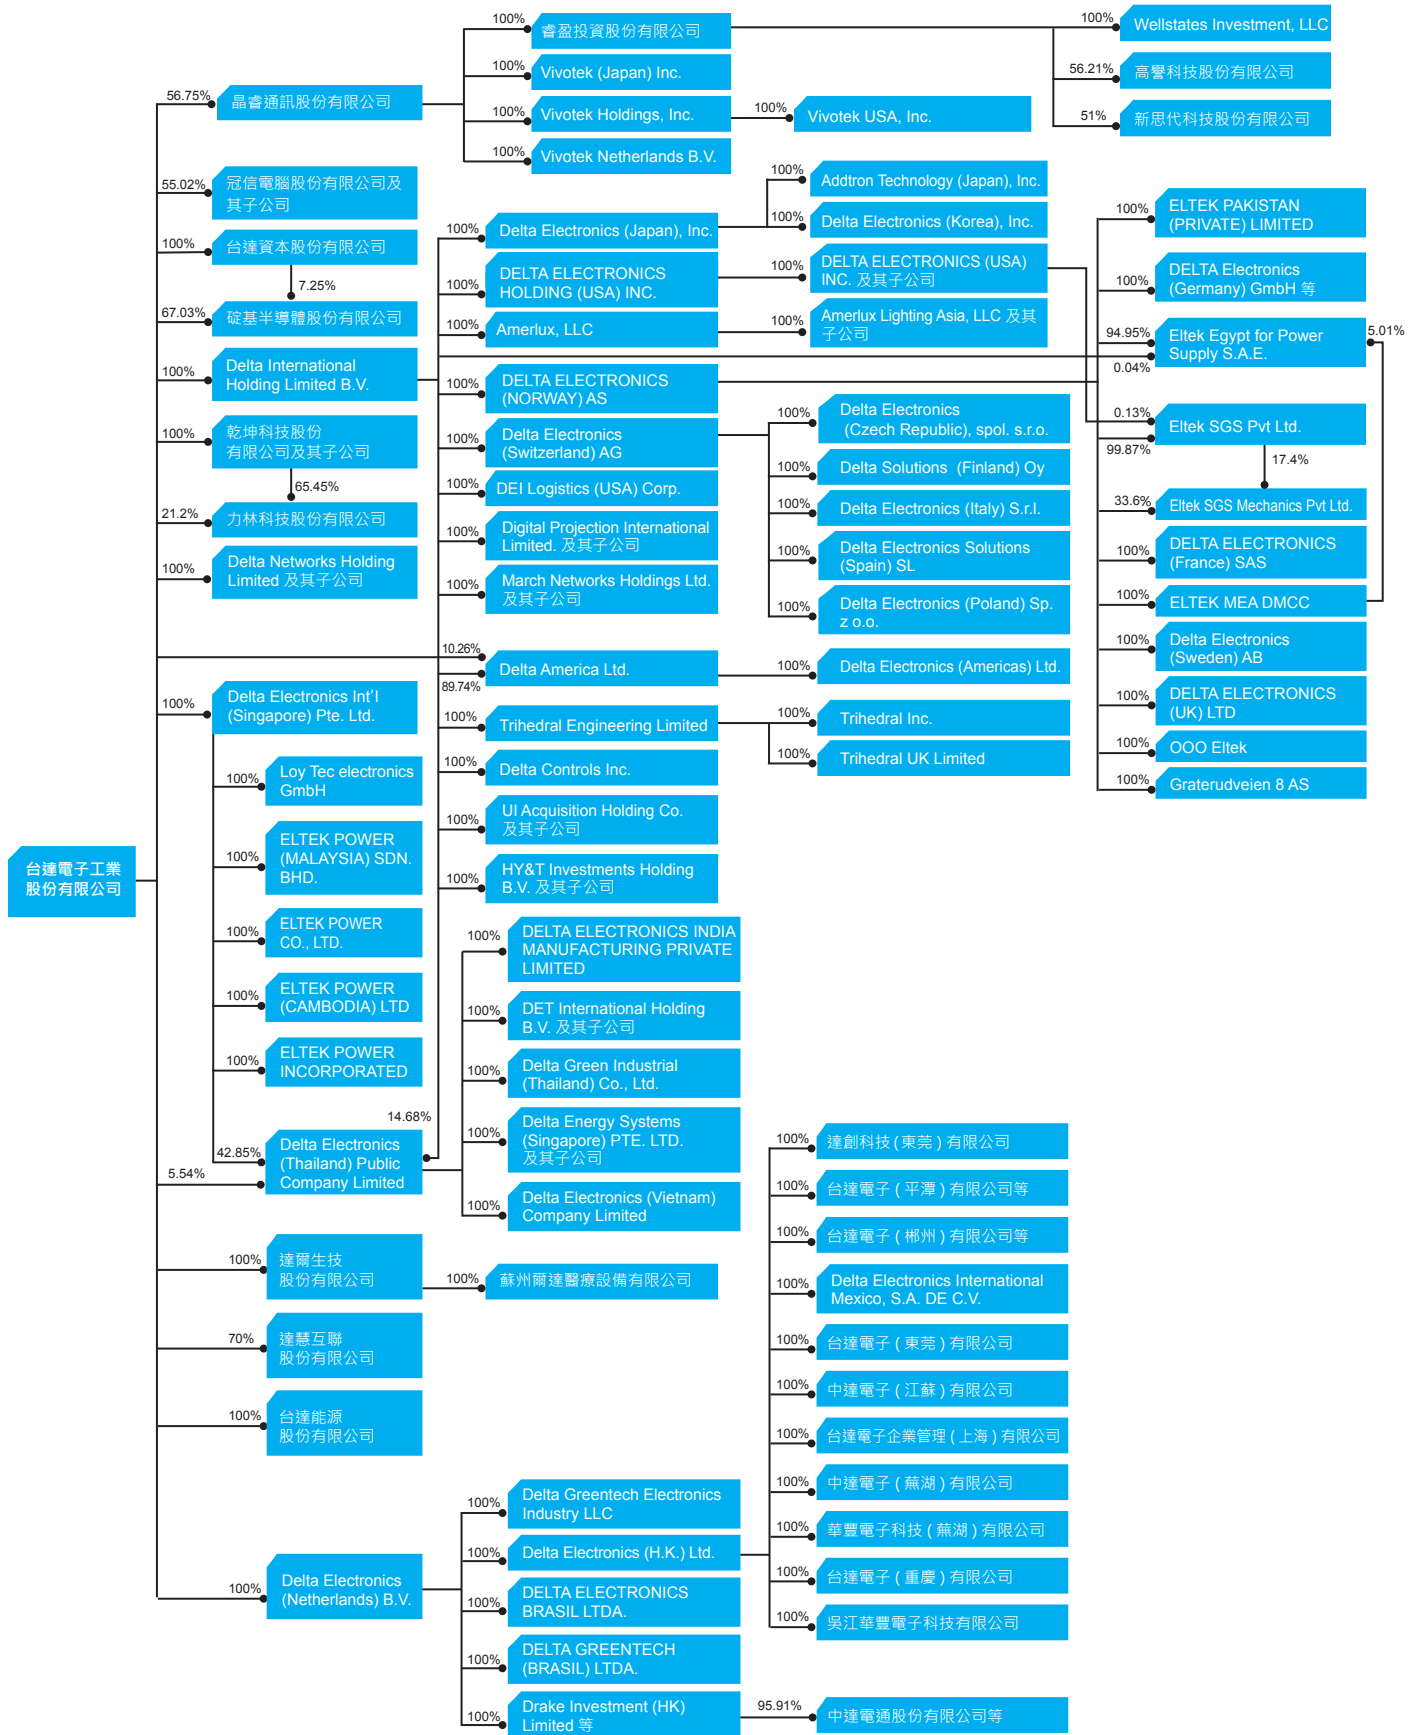 台達電子工業
股份有限公司
56.75%
晶睿通訊股份有限公司
100%
睿盈投資股份有限公司
100%
Vivotek (Japan) Inc.
100%
Vivotek Holdings, Inc.
100%
Vivotek USA, Inc.
100%
Vivotek Netherlands B.V.
100%
Wellstates Investment, LLC
56.21%
高譽科技股份有限公司
51%
新思代科技股份有限公司
55.02%
冠信電腦股份有限公司及
其子公司
100%
台達資本股份有限公司
7.25%
67.03%
碇基半導體股份有限公司
100%
Delta International
Holding Limited B.V.
100%
乾坤科技股份
有限公司及其子公司
65.45%
21.2%
力林科技股份有限公司
100%
Delta Networks Holding
Limited 及其子公司
100%
Delta Electronics (Japan), Inc.
100%
Addtron Technology (Japan), Inc.
100%
Delta Electronics (Korea), Inc.
100%
DELTA ELECTRONICS
HOLDING (USA) INC.
100%
DELTA ELECTRONICS (USA)
INC. 及其子公司
100%
Amerlux, LLC
100%
Amerlux Lighting Asia, LLC 及其
子公司
100%
DELTA ELECTRONICS
(NORWAY) AS
100%
Delta Electronics
(Switzerland) AG
100%
Delta Electronics
(Czech Republic), spol. s.r.o.
100%
Delta Solutions (Finland) Oy
100%
Delta Electronics (Italy) S.r.l.
100%
Delta Electronics Solutions
(Spain) SL
100%
Delta Electronics (Poland) Sp.
z o.o.
100%
DEI Logistics (USA) Corp.
100%
Digital Projection International
Limited. 及其子公司
100%
March Networks Holdings Ltd.
及其子公司
10.26%
89.74%
Delta America Ltd.
100%
Delta Electronics (Americas) Ltd.
100%
Trihedral Engineering Limited
100%
Trihedral Inc.
100%
Trihedral UK Limited
100%
Delta Controls Inc.
100%
UI Acquisition Holding Co.
及其子公司
100%
HY&T Investments Holding
B.V. 及其子公司
100%
ELTEK PAKISTAN
(PRIVATE) LIMITED
100%
DELTA Electronics
(Germany) GmbH 等
94.95%
0.04%
Eltek Egypt for Power
Supply S.A.E.
5.01%
0.13%
99.87%
Eltek SGS Pvt Ltd.
17.4%
33.6%
Eltek SGS Mechanics Pvt Ltd.
100%
DELTA ELECTRONICS
(France) SAS
100%
ELTEK MEA DMCC
100%
Delta Electronics
(Sweden) AB
100%
DELTA ELECTRONICS
(UK) LTD
100%
OOO Eltek
100%
Graterudveien 8 AS
100%
Delta Electronics Int'l
(Singapore) Pte. Ltd.
100%
Loy Tec electronics
GmbH
100%
ELTEK POWER
(MALAYSIA) SDN.
BHD.
100%
ELTEK POWER
CO., LTD.
100%
ELTEK POWER
(CAMBODIA) LTD
100%
ELTEK POWER
INCORPORATED
14.68%
42.85%
5.54%
Delta Electronics
(Thailand) Public
Company Limited
100%
DELTA ELECTRONICS INDIA
MANUFACTURING PRIVATE
LIMITED
100%
DET International Holding
B.V. 及其子公司
100%
Delta Green Industrial
(Thailand) Co., Ltd.
100%
Delta Energy Systems
(Singapore) PTE. LTD.
及其子公司
100%
Delta Electronics (Vietnam)
Company Limited
100%
達爾生技
股份有限公司
100%
蘇州爾達醫療設備有限公司
70%
達慧互聯
股份有限公司
100%
台達能源
股份有限公司
100%
Delta Electronics
(Netherlands) B.V.
100%
Delta Greentech Electronics
Industry LLC
100%
Delta Electronics (H.K.) Ltd.
100%
DELTA ELECTRONICS
BRASIL LTDA.
100%
DELTA GREENTECH
(BRASIL) LTDA.
100%
Drake Investment (HK)
Limited 等
95.91%
中達電通股份有限公司等
100%
達創科技 ( 東莞 ) 有限公司
100%
台達電子 ( 平潭 ) 有限公司等
100%
台達電子 ( 郴州 ) 有限公司等
100%
Delta Electronics International
Mexico, S.A. DE C.V.
100%
台達電子 ( 東莞 ) 有限公司
100%
中達電子 ( 江蘇 ) 有限公司
100%
台達電子企業管理 ( 上海 ) 有限公司
100%
中達電子 ( 蕪湖 ) 有限公司
100%
華豐電子科技 ( 蕪湖 ) 有限公司
100%
台達電子 ( 重慶 ) 有限公司
100%
吳江華豐電子科技有限公司